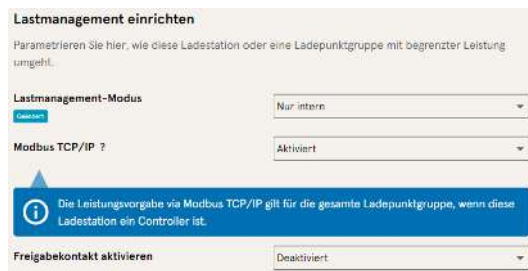 Lastmanagement einrichten
Parametrieren Sie hier, wie diese Ladestation oder eine Ladepunktgruppe mit begrenzter Leistung
umgeht.
Lastmanagement-Modus
Nur intern
Modbus TCP/IP ?
Aktiviert
Die Leistungsvorgabe via Modbus TCP/IP gilt für die gesamte Ladepunktgruppe, wenn diese
Ladestation ein Controller ist.
Freigabekontakt aktivieren
Deaktiviert